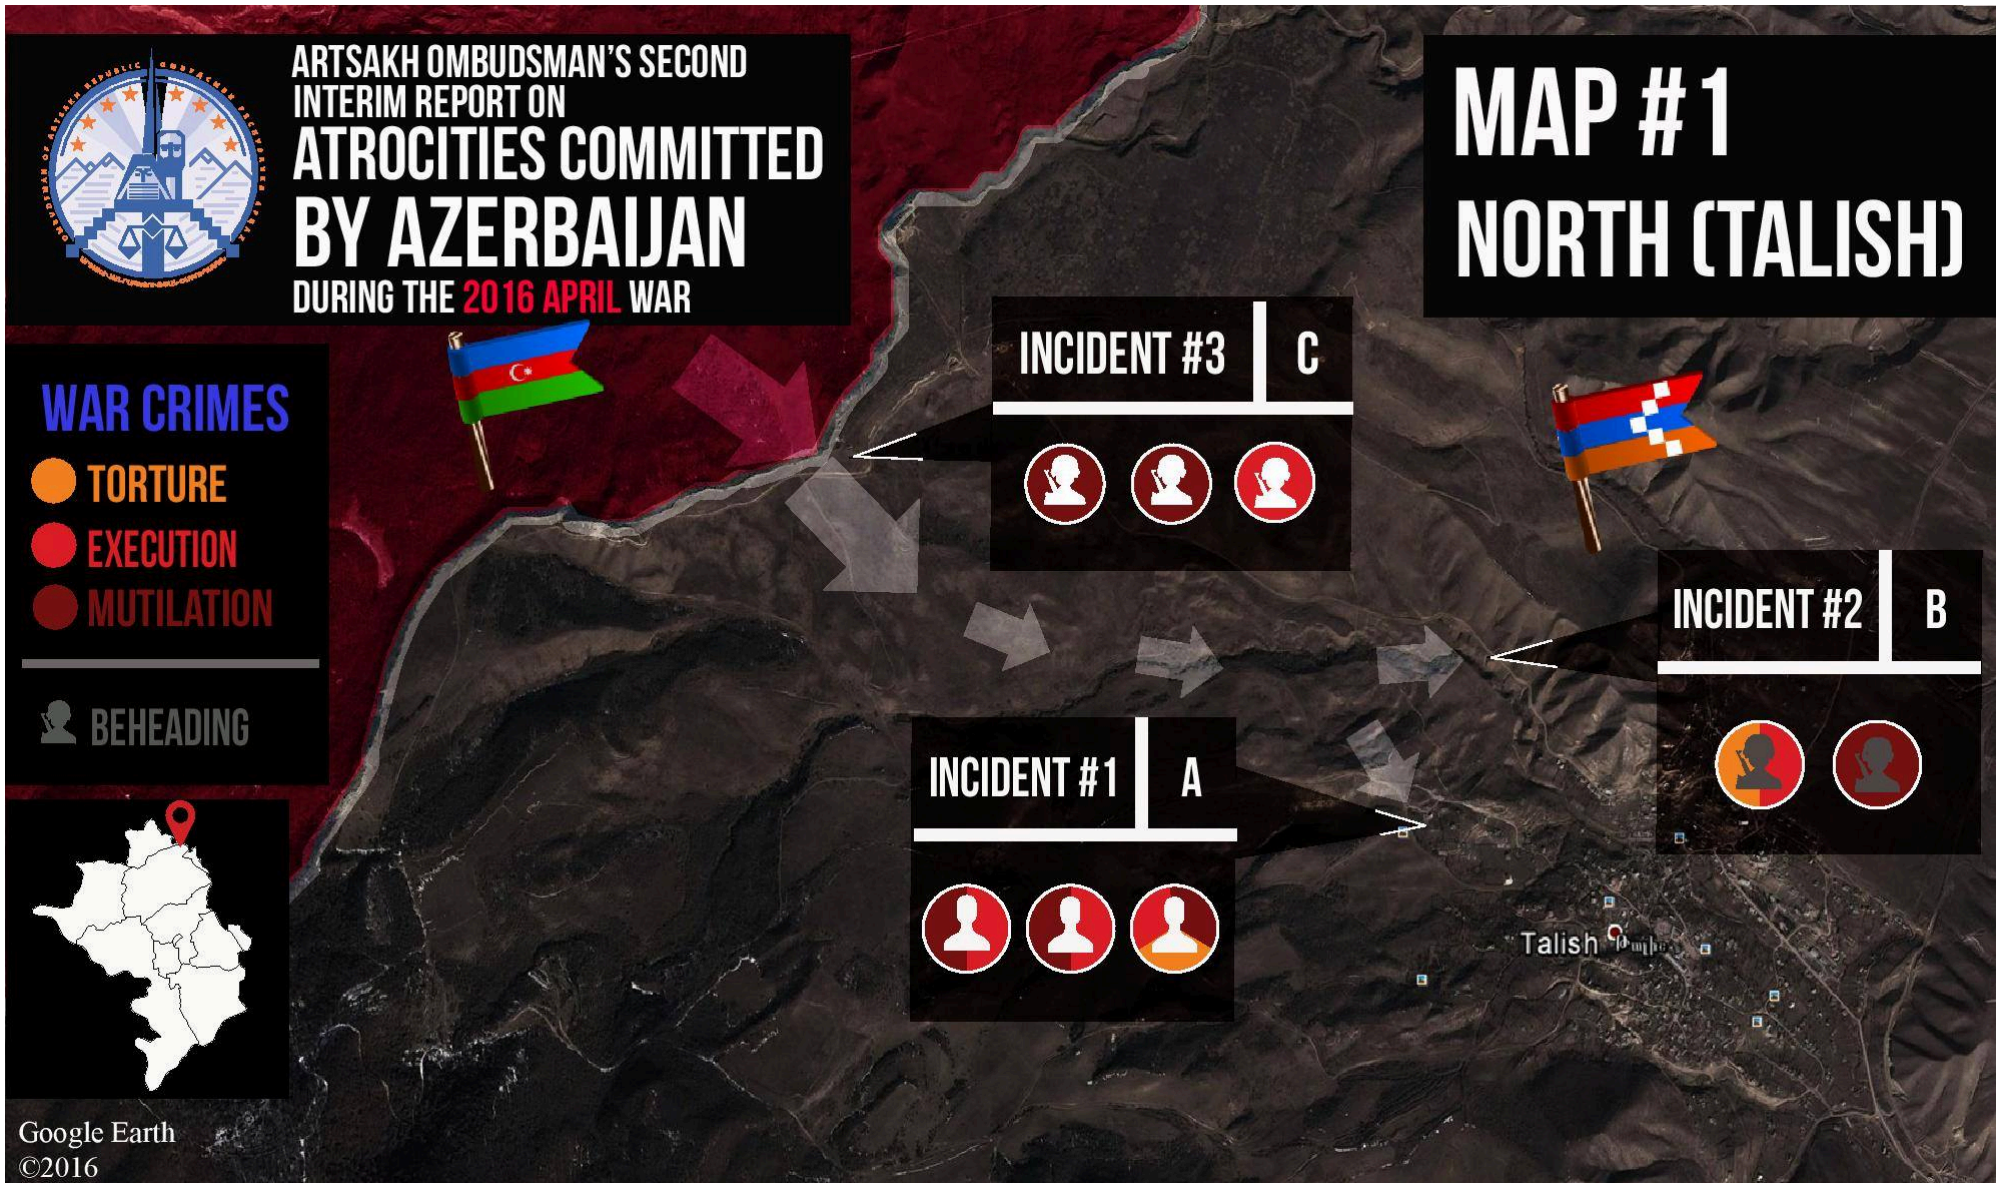 ARTSAKH OMBUDSMAN'S SECOND
INTERIM REPORT ON
ATROCITIES COMMITTED
BY AZERBAIJAN
DURING THE 2016 APRIL WAR
MAP #1
NORTH (TALISH)
WAR CRIMES
TORTURE
EXECUTION
MUTILATION
BEHEADING
INCIDENT #3 C
INCIDENT #2 B
INCIDENT #1 A
Talish
Google Earth
©2016